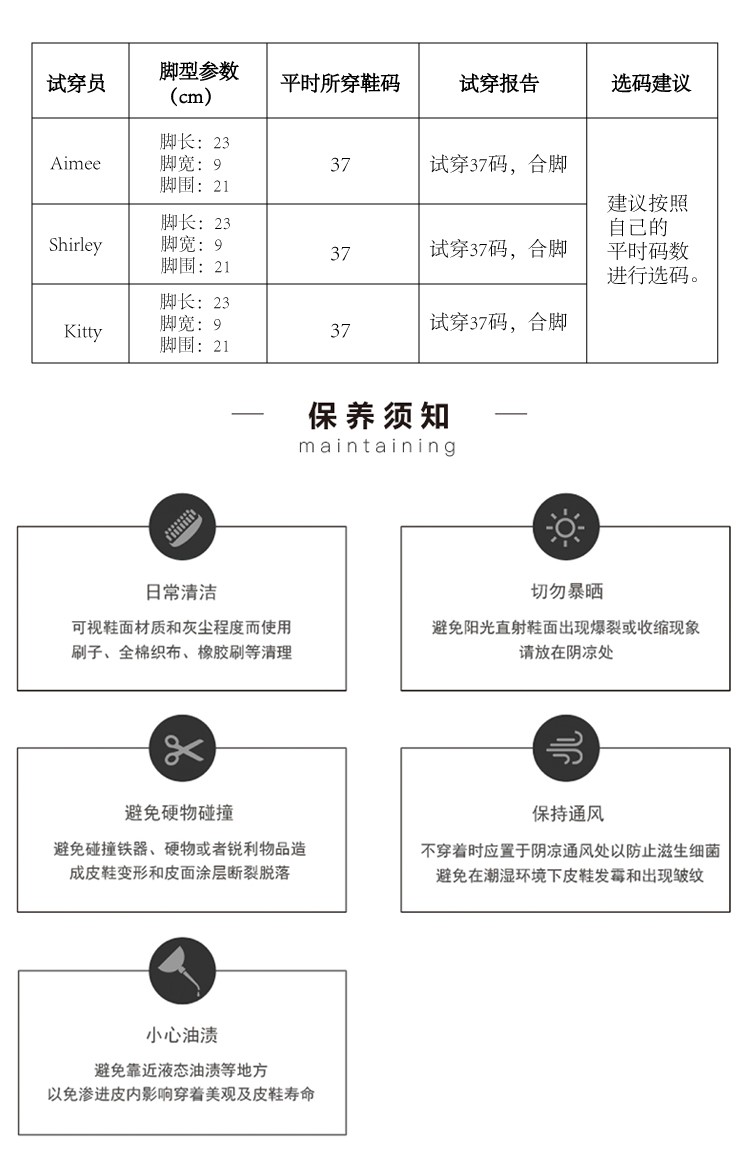 试穿员 脚型参数 平时所穿鞋码 试穿报告 选码建议
（cm）
Aimee 脚长：23 37 试穿37码，合脚
脚宽：9
脚围：21
Shirley 脚长：23 37 试穿37码，合脚
脚宽：9
脚围：21
Kitty 脚长：23 37 试穿37码，合脚
脚宽：9
脚围：21
建议按照
自己的
平时码数
进行选码。
保养须知
maintaining
日常清洁
可视鞋面材质和灰尘程度而使用
刷子、全棉织布、橡胶刷等清理
切勿暴晒
避免阳光直射鞋面出现爆裂或收缩现象
请放在阴凉处
避免硬物碰撞
避免碰撞铁器、硬物或者锐利物品造
成皮鞋变形和皮面涂层断裂脱落
保持通风
不穿着时应置于阴凉通风处以防止滋生细菌
避免在潮湿环境下皮鞋发霉和出现皱纹
小心油渍
避免靠近液态油渍等地方
以免渗进皮内影响穿着美观及皮鞋寿命